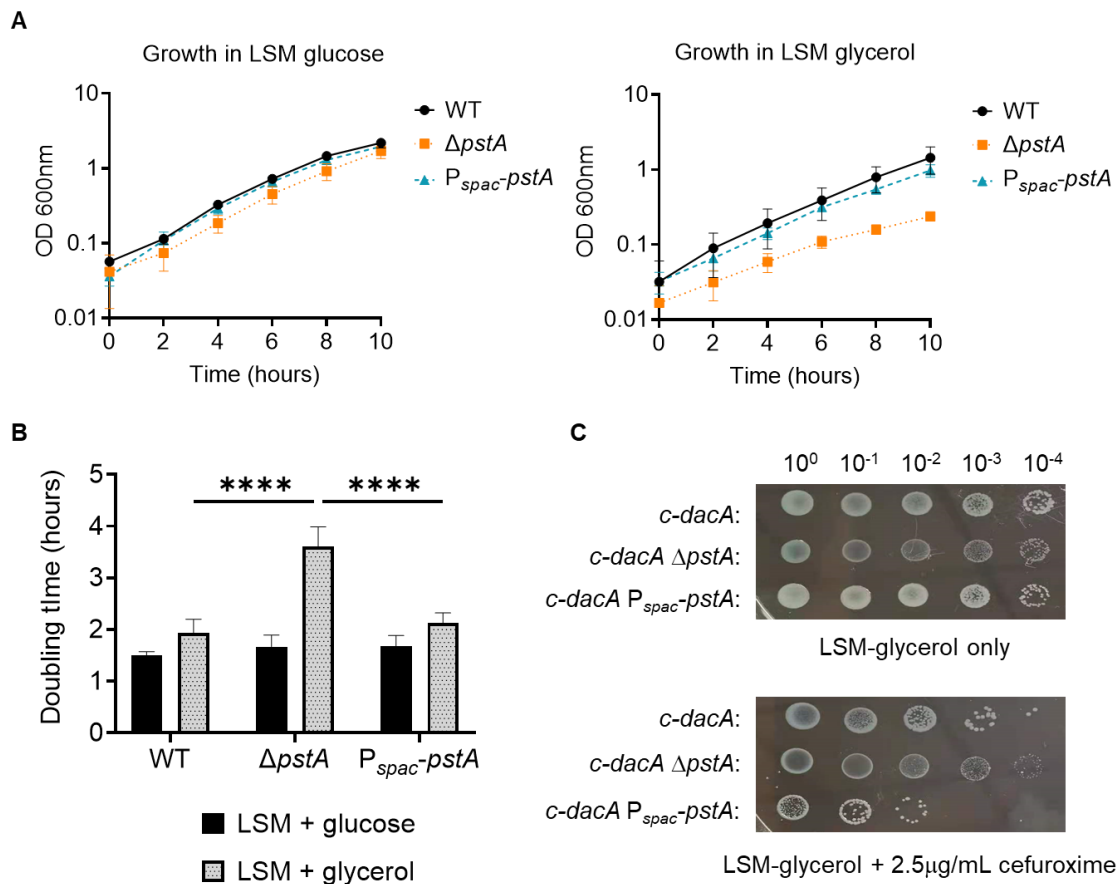 A
Growth in LSM glucose
OD 600nm
10
1
0.1
0.01
0 2 4 6 8 10
Time (hours)
WT
ΔpstA
Pspac-pstA
Growth in LSM glycerol
OD 600nm
10
1
0.1
0.01
0 2 4 6 8 10
Time (hours)
WT
ΔpstA
Pspac-pstA
B
Doubling tIme (hours)
5
4
3
2
1
0
**** ****
WT ΔpstA Pspac-pstA
LSM + glucose
LSM + glycerol
C
10⁰ 10⁻¹ 10⁻² 10⁻³ 10⁻⁴
c-dacA:
c-dacA ΔpstA:
c-dacA Pspac-pstA:
LSM-glycerol only
c-dacA:
c-dacA ΔpstA:
c-dacA Pspac-pstA:
LSM-glycerol + 2.5µg/mL cefuroxime